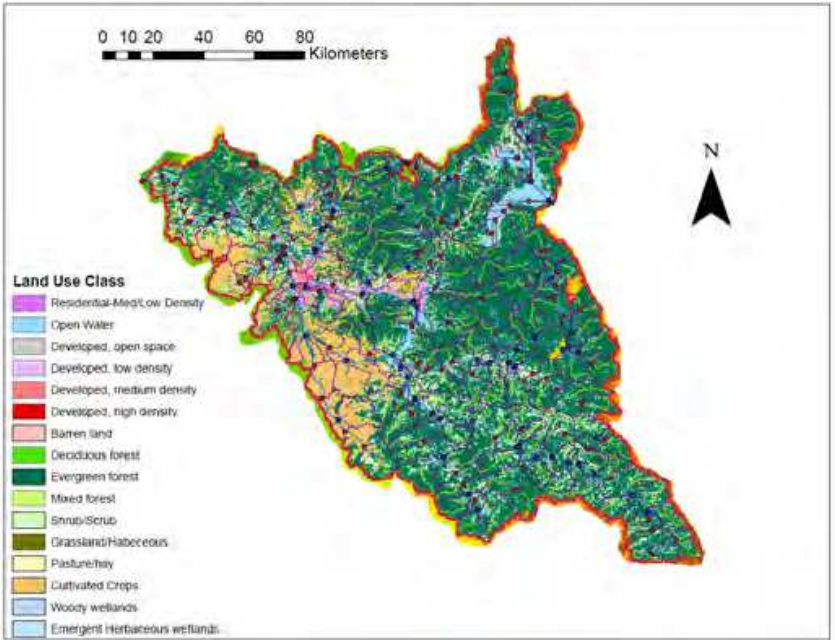 0 10 20 40 60 80
Kilometers
N
Land Use Class
Residential-Med/Low Density
Open Water
Developed, open space
Developed, low density
Developed, medium density
Developed, high density
Barren land
Deciduous forest
Evergreen forest
Mixed forest
Shrub/Scrub
Grassland/Habeceous
Pasture/hay
Cultivated Crops
Woody wetlands
Emergent Herbaceous wetlands